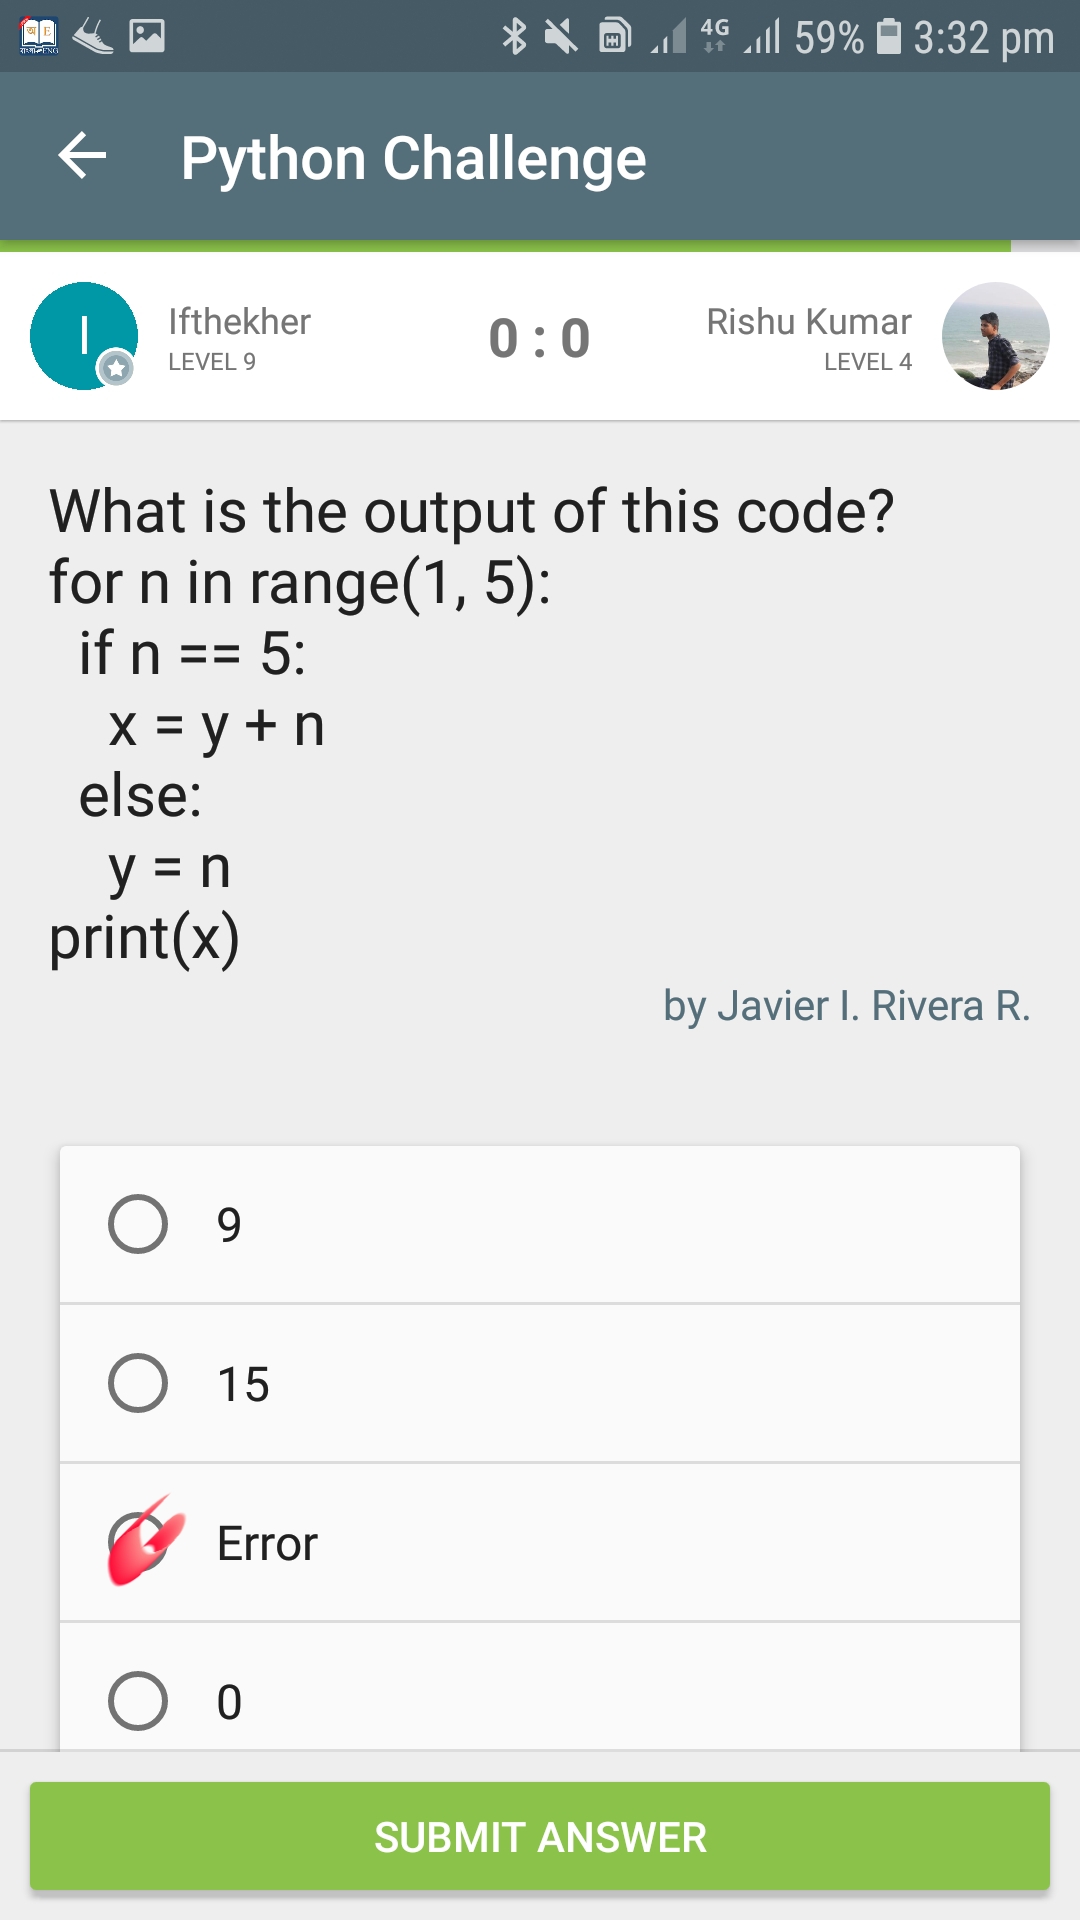 4G 59% 3:32 pm
Python Challenge
I
Ifthekher
LEVEL 9
0 : 0
Rishu Kumar
LEVEL 4
What is the output of this code?
for n in range(1, 5):
  if n == 5:
    x = y + n
  else:
    y = n
print(x)
by Javier I. Rivera R.
9
15
Error
0
SUBMIT ANSWER